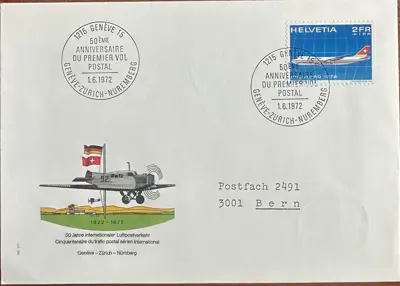 1215 GENÈVE 15
50ÈME
ANNIVERSAIRE
DU PREMIER VOL
POSTAL
1.6.1972
GENÈVE-ZURICH-NUREMBERG
HELVETIA 2FR
1215 GENÈVE 15
50ÈME
ANNIVERSAIRE
DU PREMIER VOL
POSTAL
1.6.1972
GENÈVE-ZURICH-NUREMBERG
Postfach 2491
3001 Bern
1922-1972
50 Jahre internationaler Luftpostverkehr
Cinquantenaire du trafic postal aérien international
Genève – Zürich – Nürnberg